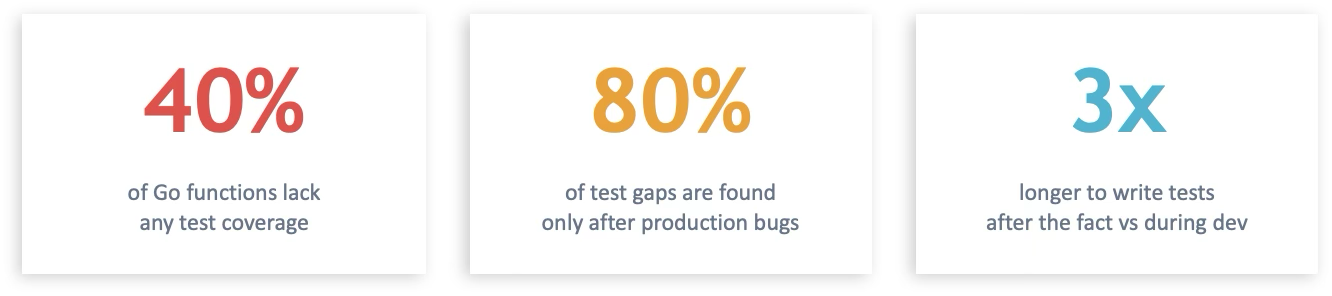 40%
of Go functions lack
any test coverage
80%
of test gaps are found
only after production bugs
3x
longer to write tests
after the fact vs during dev